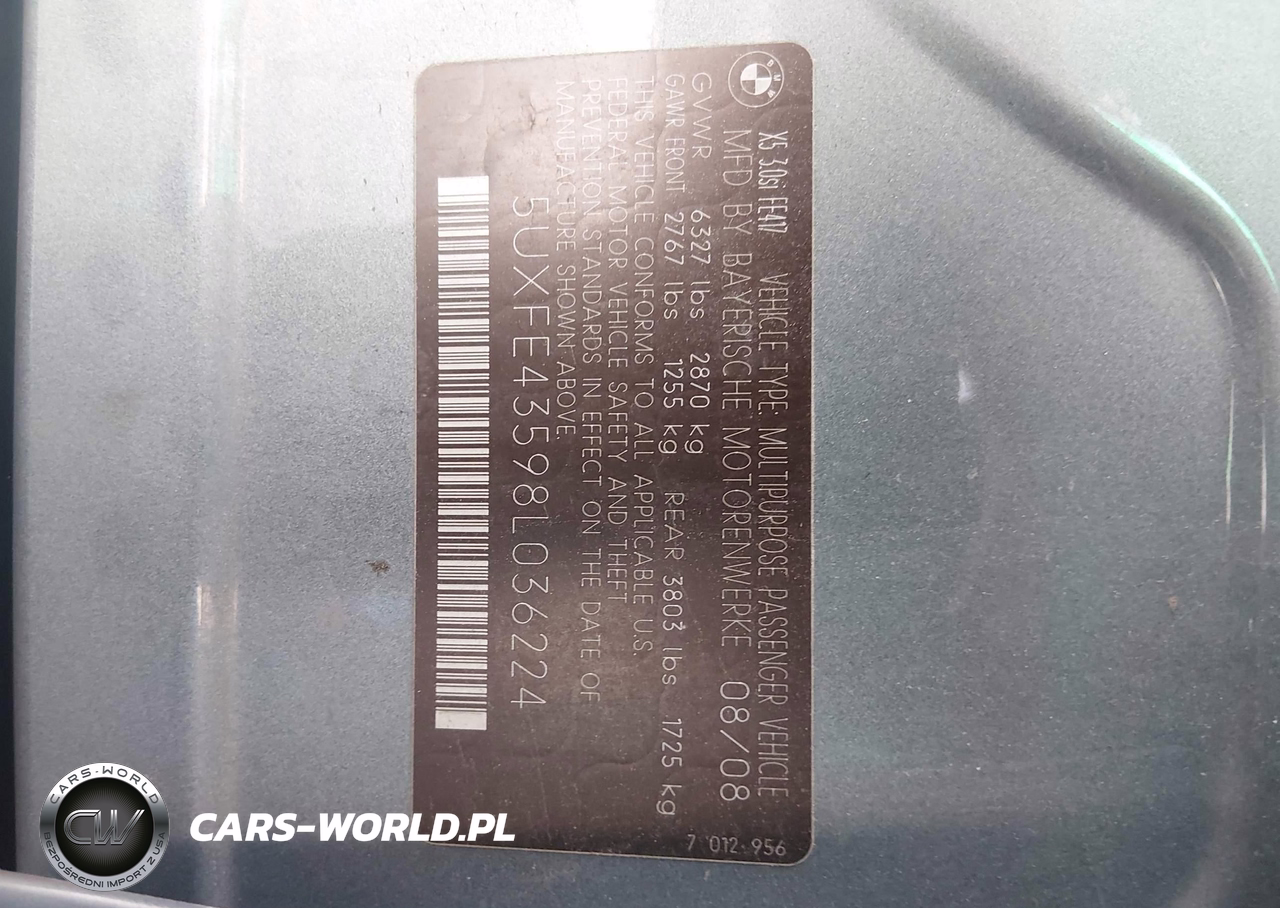 X5 3.0si FE417 VEHICLE TYPE: MULTIPURPOSE PASSENGER VEHICLE
BMW
MFD BY BAYERISCHE MOTORENWERKE 08/08
GVWR 6327 lbs 2870 kg
GAWR FRONT 2767 lbs 1255 kg REAR 3803 lbs 1725 kg
THIS VEHICLE CONFORMS TO ALL APPLICABLE U.S.
FEDERAL MOTOR VEHICLE SAFETY AND THEFT
PREVENTION STANDARDS IN EFFECT ON THE DATE OF
MANUFACTURE SHOWN ABOVE.
5UXFE43598L036224
7 012 956
CARS-WORLD
CW
BEZPOŚREDNI IMPORT Z USA
CARS-WORLD.PL